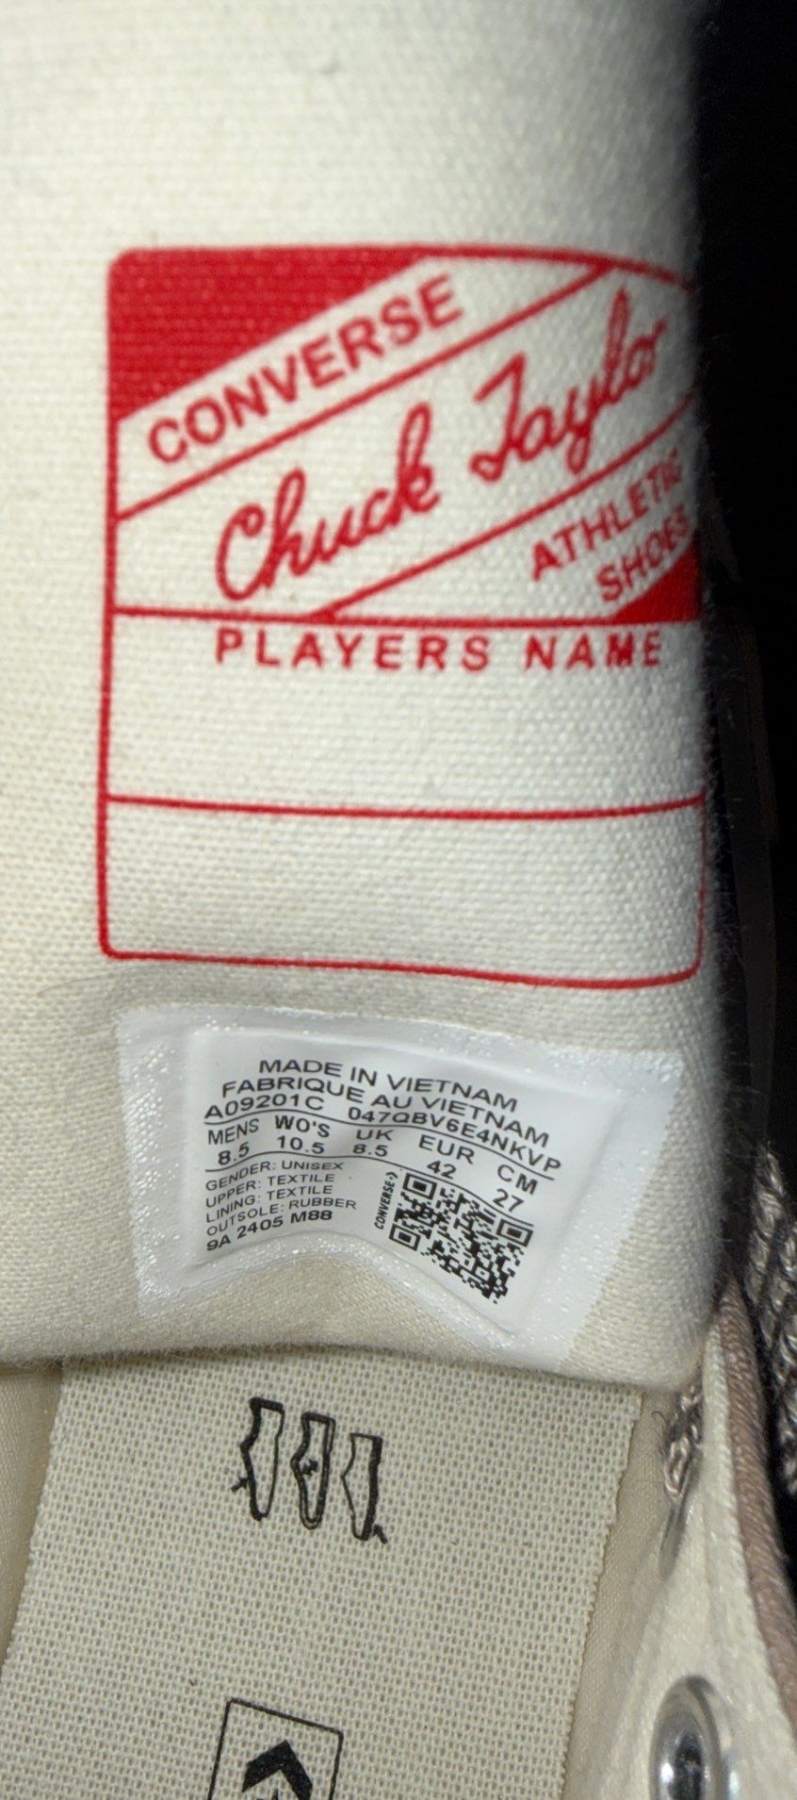 CONVERSE
Chuck Taylor
ATHLETIC
SHOES
PLAYERS NAME
MADE IN VIETNAM
FABRIQUE AU VIETNAM
A09201C 047QBV6E4NKVP
MENS WO'S UK EUR CM
8.5 10.5 8.5 42 27
GENDER: UNISEX
UPPER: TEXTILE
LINING: TEXTILE
OUTSOLE: RUBBER
9A 2405 M88
CONVERSE